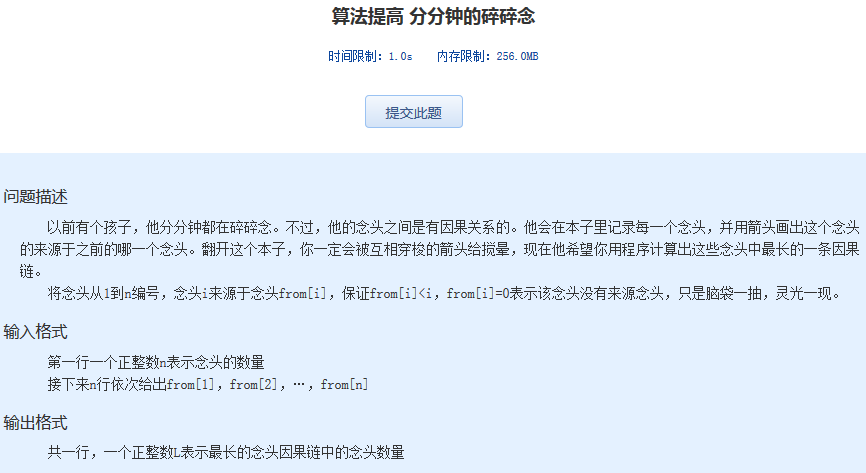 算法提高 分分钟的碎碎念
时间限制：1.0s 内存限制：256.0MB
提交此题
问题描述
以前有个孩子，他分分钟都在碎碎念。不过，他的念头之间是有因果关系的。他会在本子里记录每一个念头，并用箭头画出这个念头
的来源于之前的哪一个念头。翻开这个本子，你一定会被互相穿梭的箭头给搅晕，现在他希望你用程序计算出这些念头中最长的一条因果
链。
将念头从1到n编号，念头i来源于念头from[i]，保证from[i]<i，from[i]=0表示该念头没有来源念头，只是脑袋一抽，灵光一现。
输入格式
第一行一个正整数n表示念头的数量
接下来n行依次给出from[1]，from[2]，…，from[n]
输出格式
共一行，一个正整数L表示最长的念头因果链中的念头数量